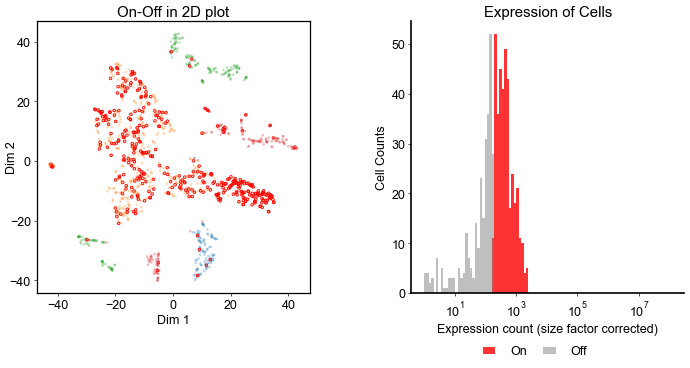 On-Off in 2D plot
40
20
0
−20
−40
Dim 2
−40 −20 0 20 40
Dim 1
Expression of Cells
50
40
30
20
10
0
Cell Counts
10^1 10^3 10^5 10^7
Expression count (size factor corrected)
On Off